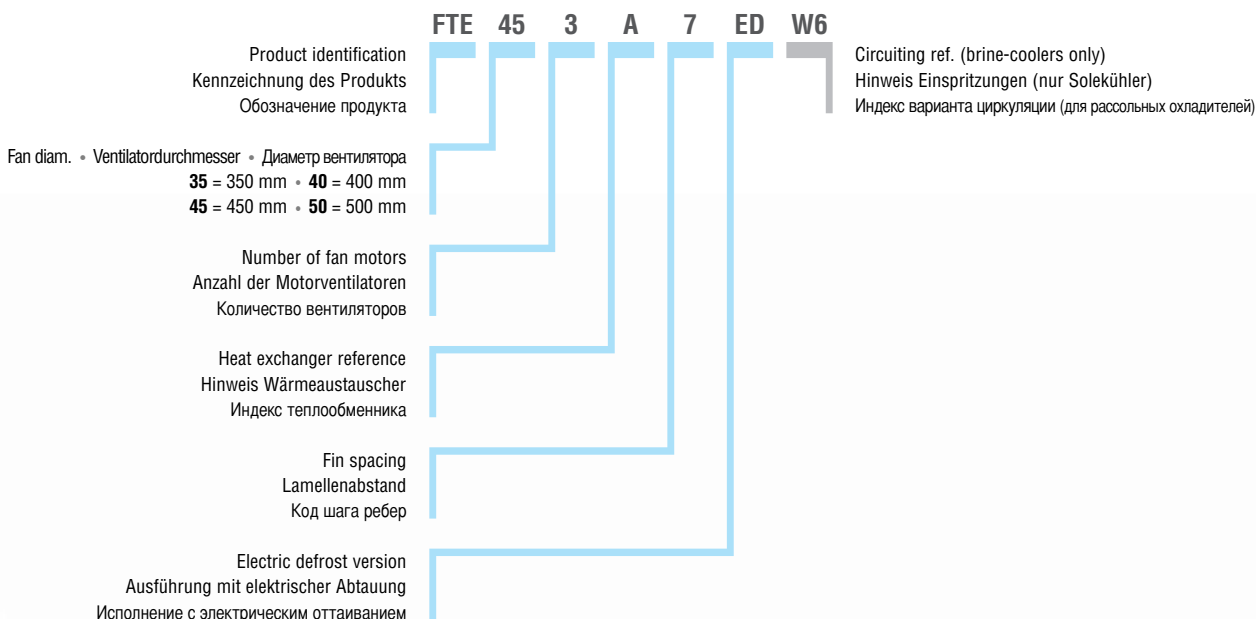 FTE 45 3 A 7 ED W6
Product identification
Kennzeichnung des Produkts
Обозначение продукта
Circuiting ref. (brine-coolers only)
Hinweis Einspritzungen (nur Solekühler)
Индекс варианта циркуляции (для рассольных охладителей)
Fan diam. • Ventilatordurchmesser • Диаметр вентилятора
35 = 350 mm • 40 = 400 mm
45 = 450 mm • 50 = 500 mm
Number of fan motors
Anzahl der Motorventilatoren
Количество вентиляторов
Heat exchanger reference
Hinweis Wärmeaustauscher
Индекс теплообменника
Fin spacing
Lamellenabstand
Код шага ребер
Electric defrost version
Ausführung mit elektrischer Abtauung
Исполнение с электрическим оттаиванием